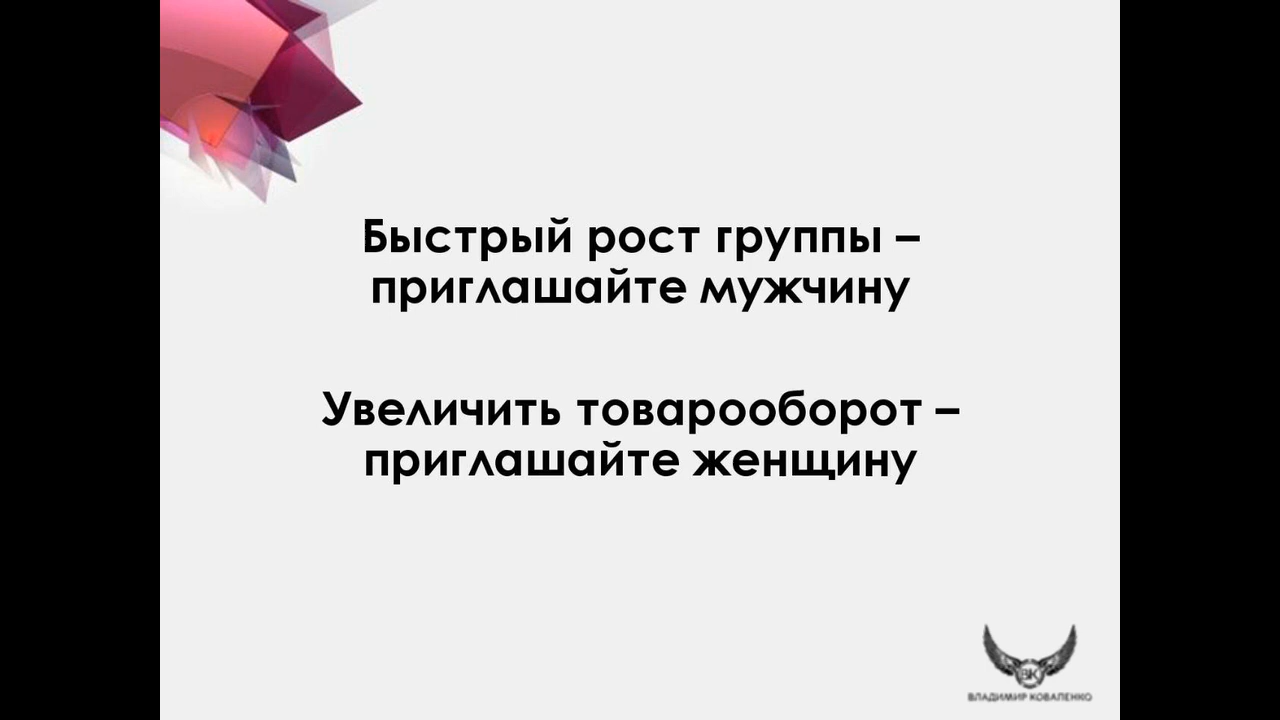 Быстрый рост группы –
приглашайте мужчину
Увеличить товарооборот –
приглашайте женщину
ВК
ВЛАДИМИР КОВАЛЕНКО